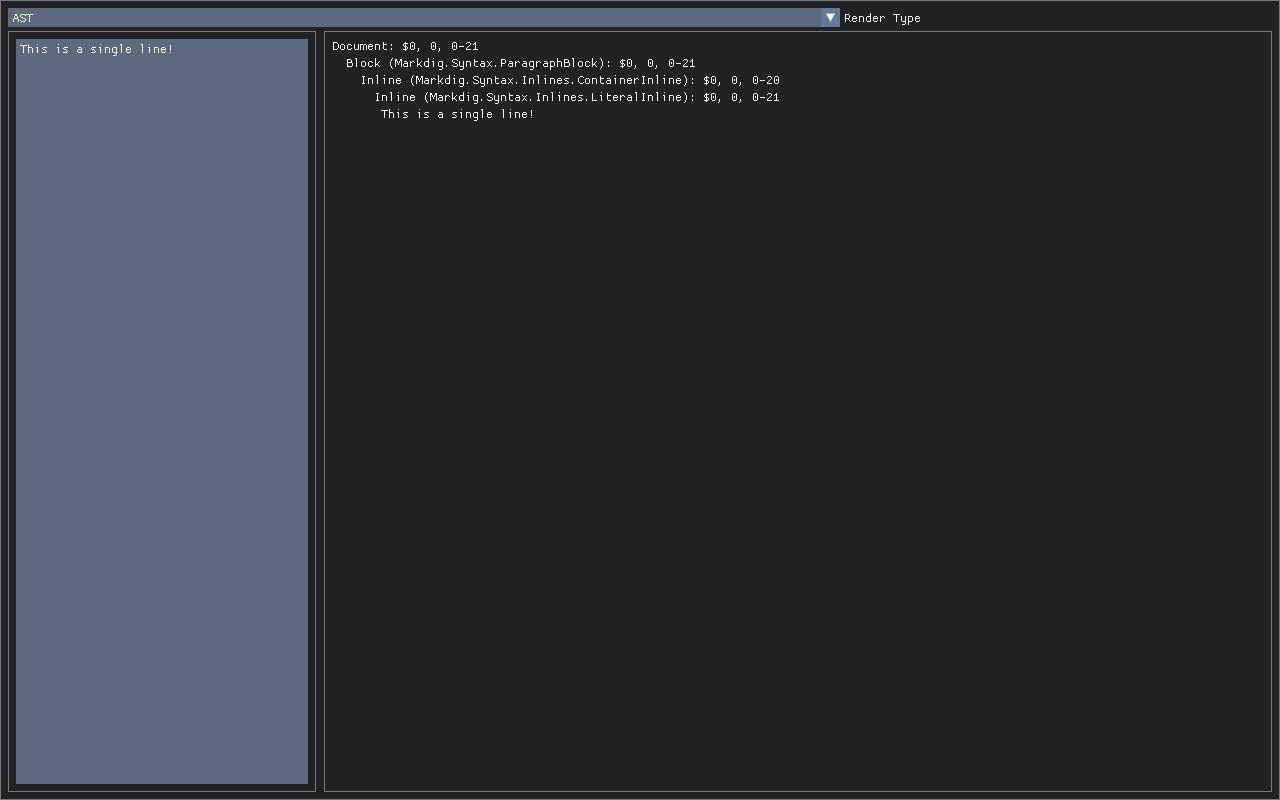 AST
Render Type
This is a single line!
Document: $0, 0, 0-21
Block (Markdig.Syntax.ParagraphBlock): $0, 0, 0-21
Inline (Markdig.Syntax.Inlines.ContainerInline): $0, 0, 0-20
Inline (Markdig.Syntax.Inlines.LiteralInline): $0, 0, 0-21
This is a single line!